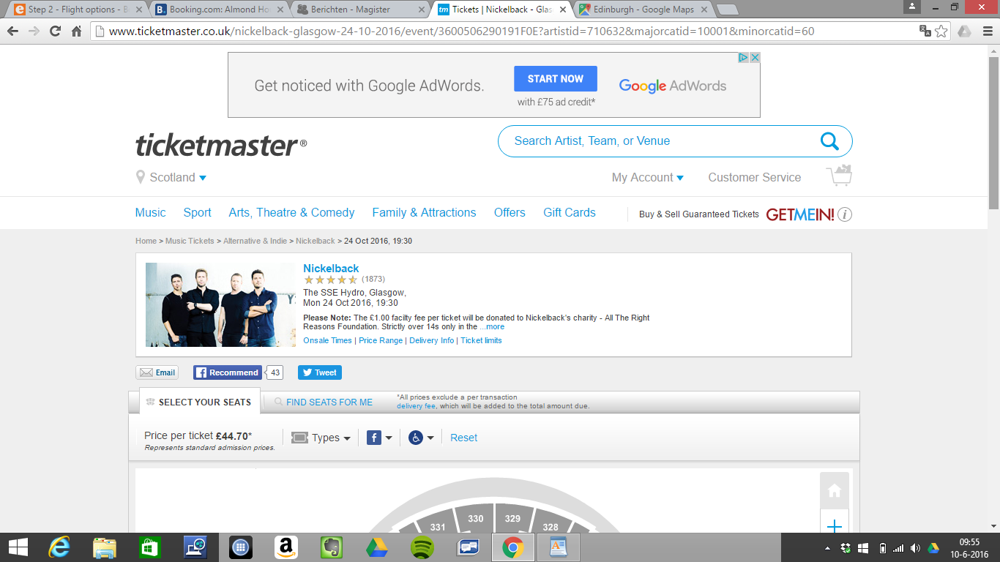 Step 2 - Flight options - B
Booking.com: Almond Ho
Berichten - Magister
Tickets | Nickelback - Glas
Edinburgh - Google Maps
www.ticketmaster.co.uk/nickelback-glasgow-24-10-2016/event/3600506290191F0E?artistid=710632&majorcatid=10001&minorcatid=60
Get noticed with Google AdWords.
START NOW
with £75 ad credit*
Google AdWords
ticketmaster®
Search Artist, Team, or Venue
Scotland
My Account
Customer Service
Music Sport Arts, Theatre & Comedy Family & Attractions Offers Gift Cards
Buy & Sell Guaranteed Tickets GETMEIN! i
Home > Music Tickets > Alternative & Indie > Nickelback > 24 Oct 2016, 19:30
Nickelback
(1873)
The SSE Hydro, Glasgow,
Mon 24 Oct 2016, 19:30
Please Note: The £1.00 facilty fee per ticket will be donated to Nickelback's charity - All The Right
Reasons Foundation. Strictly over 14s only in the ...more
Onsale Times | Price Range | Delivery Info | Ticket limits
Email
Recommend 43
Tweet
SELECT YOUR SEATS
FIND SEATS FOR ME
*All prices exclude a per transaction
delivery fee, which will be added to the total amount due.
Price per ticket £44.70*
Represents standard admission prices.
Types
Reset
331 330 329 328
09:55
10-6-2016